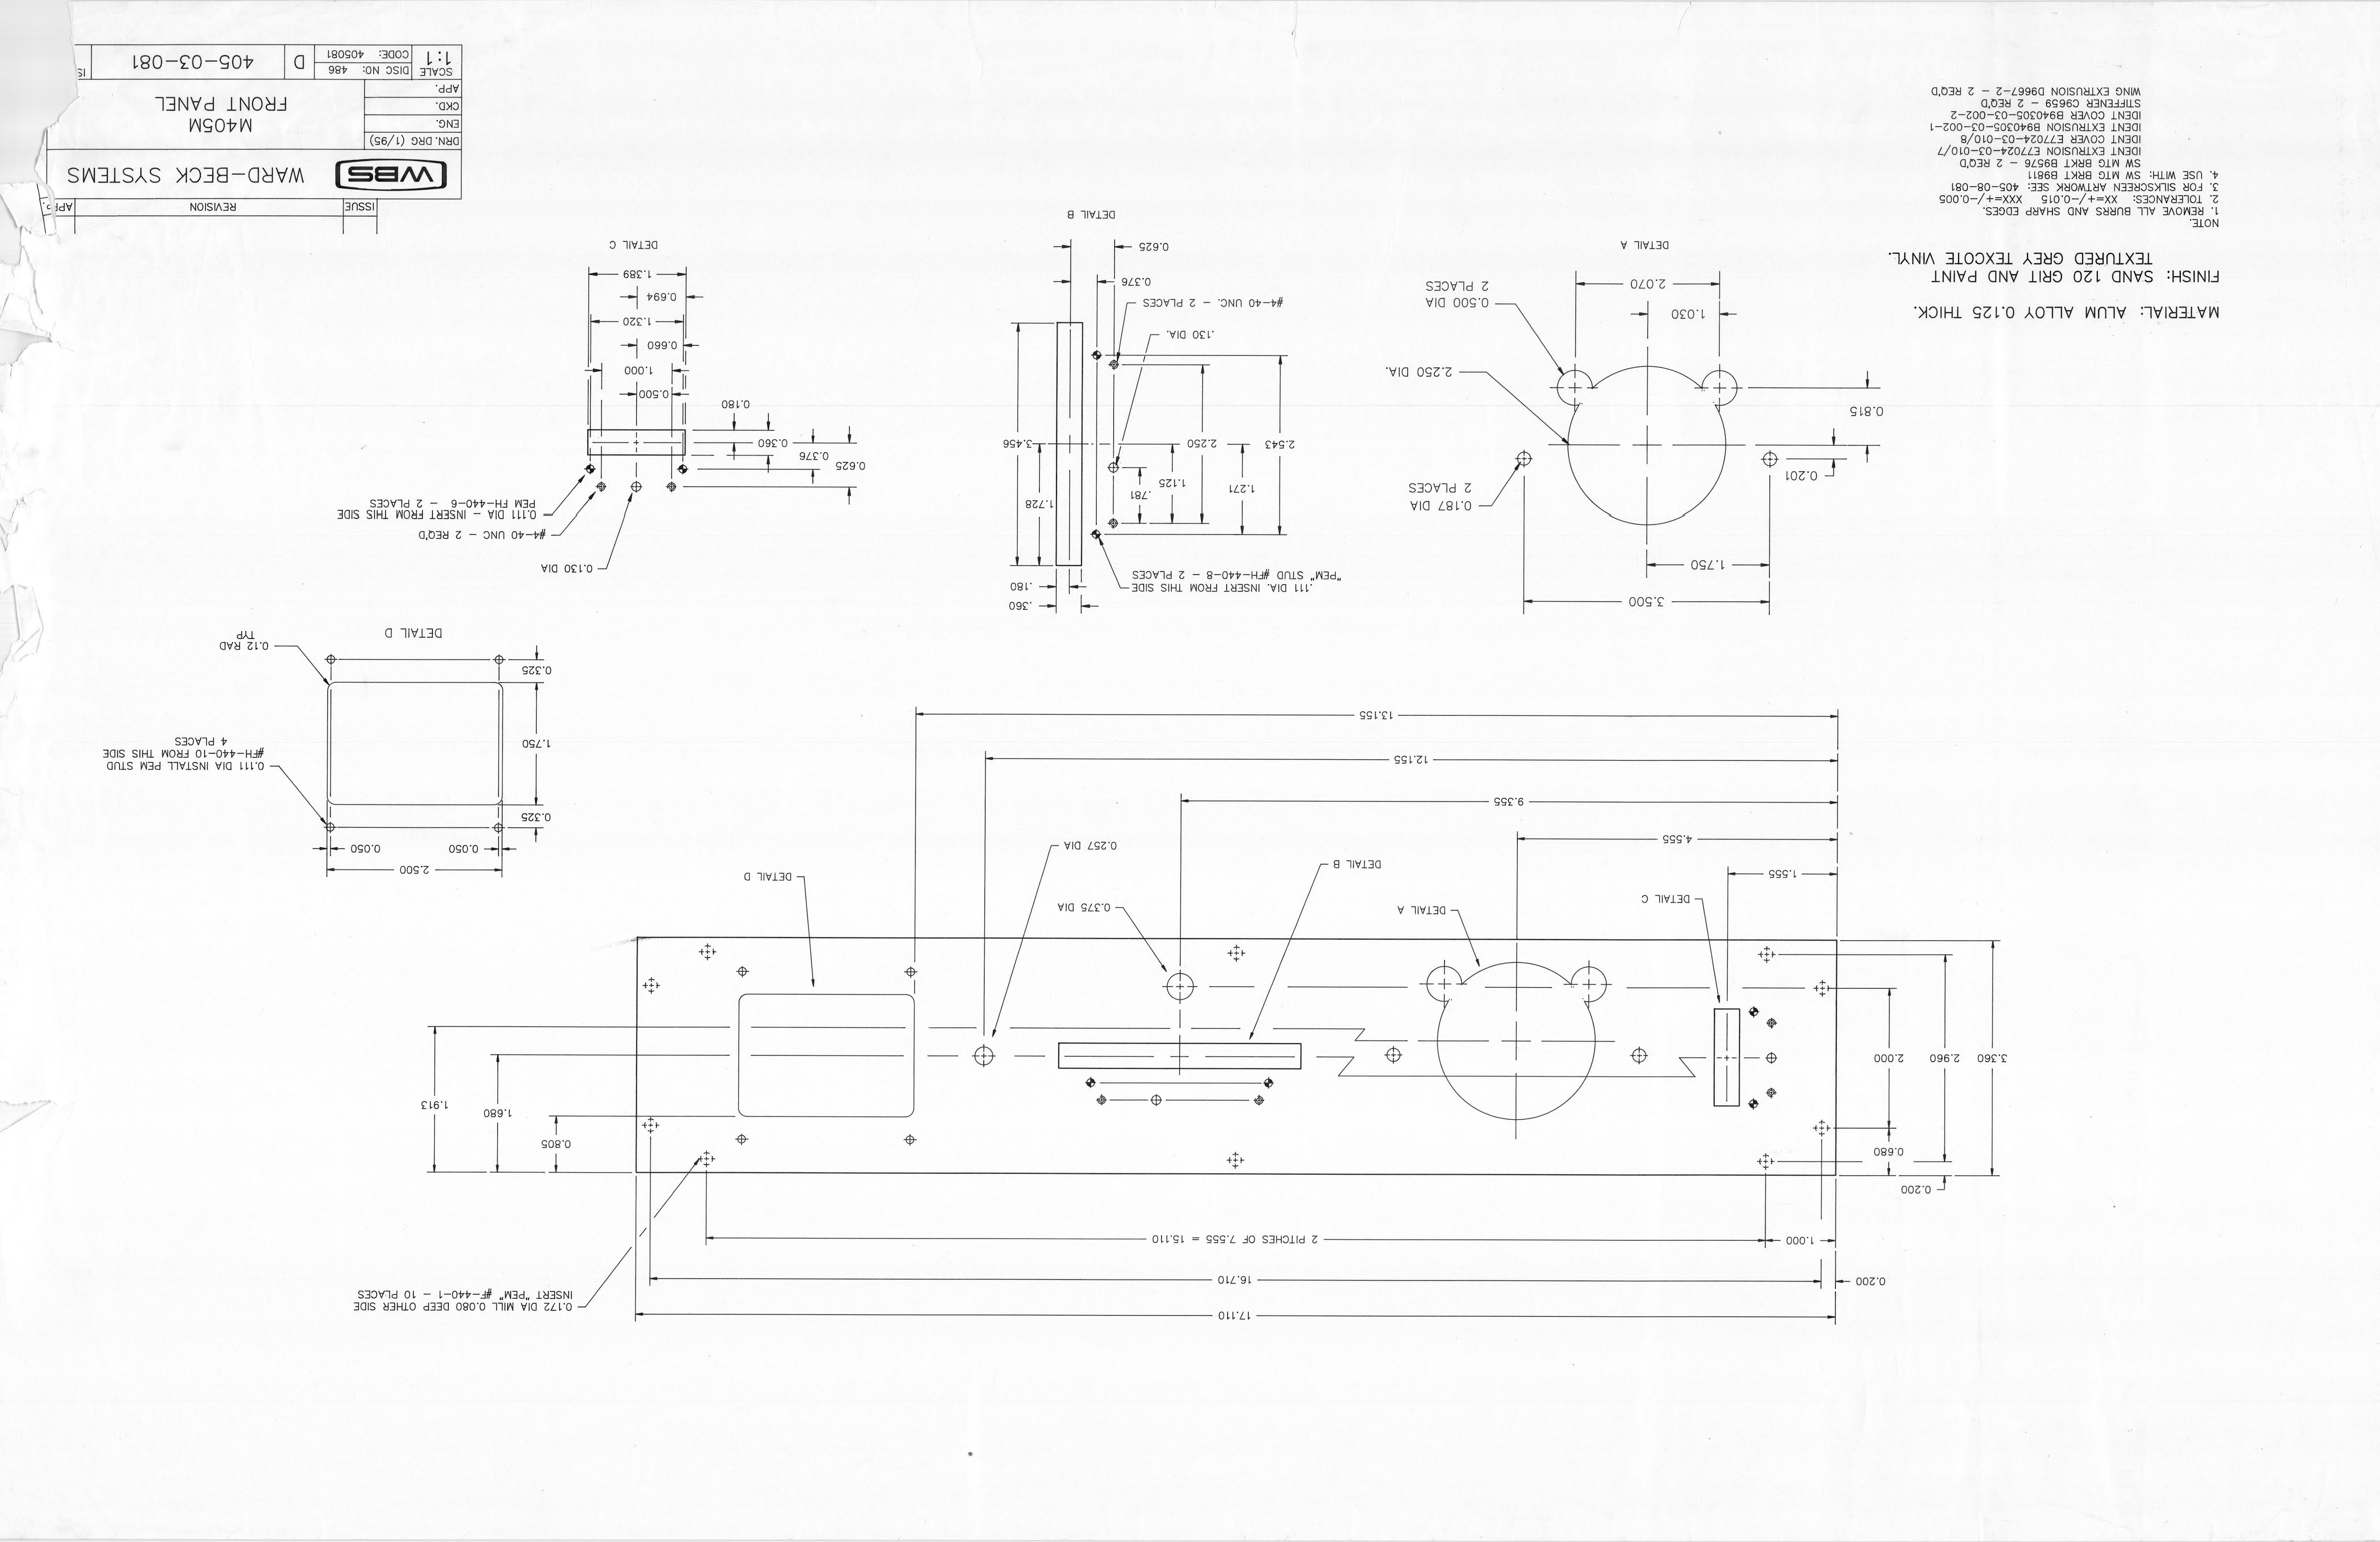 17.110
0.200
16.710
0.172 DIA MILL 0.080 DEEP OTHER SIDE
INSERT "PEM" #F-440-1 - 10 PLACES
1.000
2 PITCHES OF 7.555 = 15.110
0.200
0.680
0.805
3.360
2.960
2.000
1.680
1.913
DETAIL C
DETAIL A
0.375 DIA
DETAIL B
DETAIL D
0.257 DIA
1.555
4.555
9.355
12.155
13.155
2.500
0.050
0.050
0.325
0.111 DIA INSTALL PEM STUD
#FH-440-10 FROM THIS SIDE
4 PLACES
1.750
0.325
0.12 RAD
TYP
DETAIL D
3.500
1.750
0.187 DIA
2 PLACES
0.201
0.815
2.250 DIA.
0.500 DIA
2 PLACES
1.030
2.070
DETAIL A
.360
.180
.111 DIA. INSERT FROM THIS SIDE
"PEM" STUD #FH-440-8 - 2 PLACES
1.271
1.125
.781
1.728
2.543
2.250
3.456
.130 DIA.
#4-40 UNC. - 2 PLACES
0.376
0.625
DETAIL B
0.130 DIA
#4-40 UNC - 2 REQ'D
0.111 DIA - INSERT FROM THIS SIDE
PEM FH-440-6 - 2 PLACES
0.625
0.376
0.360
0.180
0.500
1.000
0.660
1.320
0.694
1.389
DETAIL C
MATERIAL: ALUM ALLOY 0.125 THICK.
FINISH: SAND 120 GRIT AND PAINT
TEXTURED GREY TEXCOTE VINYL.
NOTE.
1. REMOVE ALL BURRS AND SHARP EDGES.
2. TOLERANCES: XX=+/-0.015 XXX=+/-0.005
3. FOR SILKSCREEN ARTWORK SEE: 405-08-081
4. USE WITH: SW MTG BRKT B9811
SW MTG BRKT B9576 - 2 REQ'D
IDENT EXTRUSION E77024-03-010/7
IDENT COVER E77024-03-010/8
IDENT EXTRUSION B940305-03-002-1
IDENT COVER B940305-03-002-2
STIFFENER C9659 - 2 REQ'D
WING EXTRUSION D9667-2 - 2 REQ'D
ISSUE REVISION APP.
WBS WARD-BECK SYSTEMS
DRN. DRG (1/95)
ENG.
CKD.
APP.
M405M
FRONT PANEL
SCALE
1:1
DISC NO: 486
CODE: 405081
D
405-03-081
IS